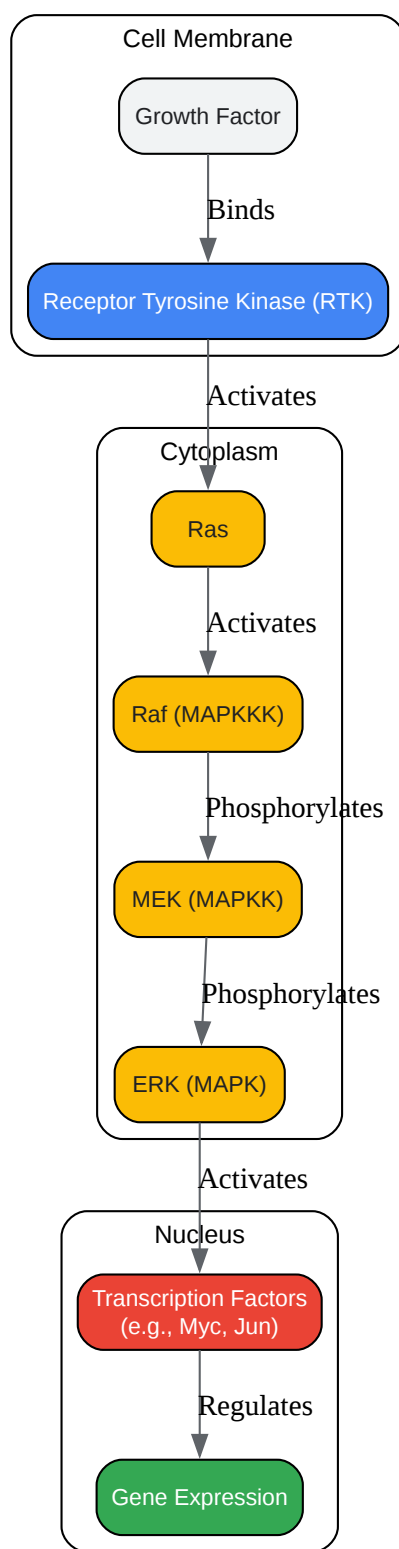 Cell Membrane
Growth Factor
Binds
Receptor Tyrosine Kinase (RTK)
Activates
Cytoplasm
Ras
Activates
Raf (MAPKKK)
Phosphorylates
MEK (MAPKK)
Phosphorylates
ERK (MAPK)
Activates
Nucleus
Transcription Factors
(e.g., Myc, Jun)
Regulates
Gene Expression